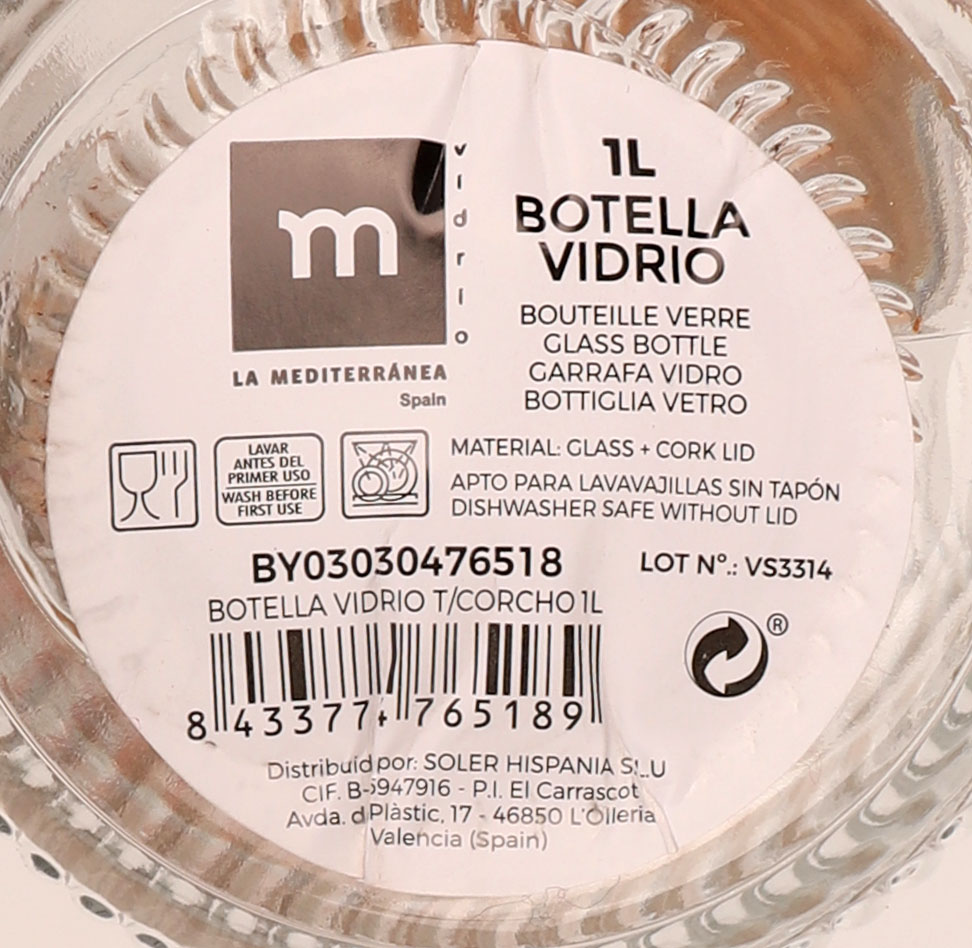 m
vidrio
LA MEDITERRÁNEA
Spain
1L
BOTELLA
VIDRIO
BOUTEILLE VERRE
GLASS BOTTLE
GARRAFA VIDRO
BOTTIGLIA VETRO
LAVAR
ANTES DEL
PRIMER USO
WASH BEFORE
FIRST USE
MATERIAL: GLASS + CORK LID
APTO PARA LAVAVAJILLAS SIN TAPÓN
DISHWASHER SAFE WITHOUT LID
BY03030476518
LOT Nº.: VS3314
BOTELLA VIDRIO T/CORCHO 1L
®
8 433774 765189
Distribuido por: SOLER HISPANIA S.L.U
CIF. - P.I. El Carrascot
Avda. Plàstic, 17 - 46850 L'Olleria
Valencia (Spain)